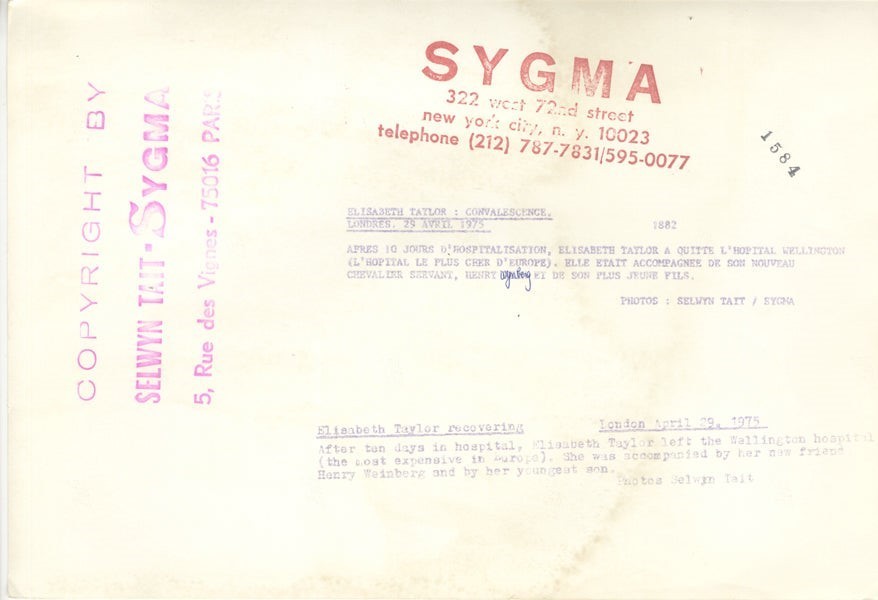 SYGMA
322 west 72nd street
new york city, n. y. 10023
telephone (212) 787-7831/595-0077
1584
COPYRIGHT BY
SELWYN TAIT-SYGMA
5, Rue des Vignes - 75016 PARIS
ELISABETH TAYLOR : CONVALESCENCE.
LONDRES, 29 AVRIL 1975
1882
APRES 10 JOURS D'HOSPITALISATION, ELISABETH TAYLOR A QUITTE L'HOPITAL WELLINGTON
(L'HOPITAL LE PLUS CHER D'EUROPE). ELLE ETAIT ACCOMPAGNEE DE SON NOUVEAU
CHEVALIER SERVANT, HENRY Wynberg ET DE SON PLUS JEUNE FILS.
PHOTOS : SELWYN TAIT / SYGMA
Elisabeth Taylor recovering
London April 29, 1975
After ten days in hospital, Elisabeth Taylor left the Wellington hospital
(the most expensive in Europe). She was accompanied by her new friend
Henry Weinberg and by her youngest son.
Photos Selwyn Tait